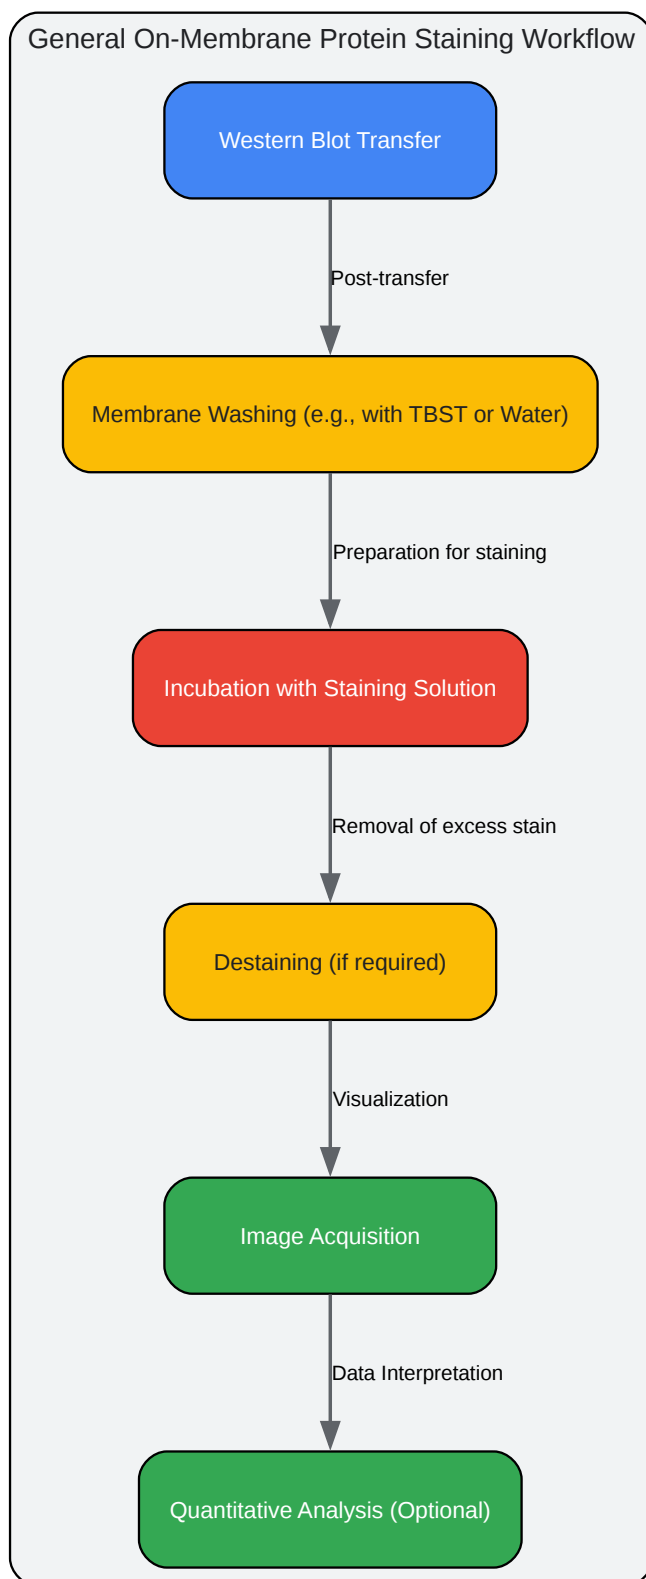 General On-Membrane Protein Staining Workflow
Western Blot Transfer
Post-transfer
Membrane Washing (e.g., with TBST or Water)
Preparation for staining
Incubation with Staining Solution
Removal of excess stain
Destaining (if required)
Visualization
Image Acquisition
Data Interpretation
Quantitative Analysis (Optional)